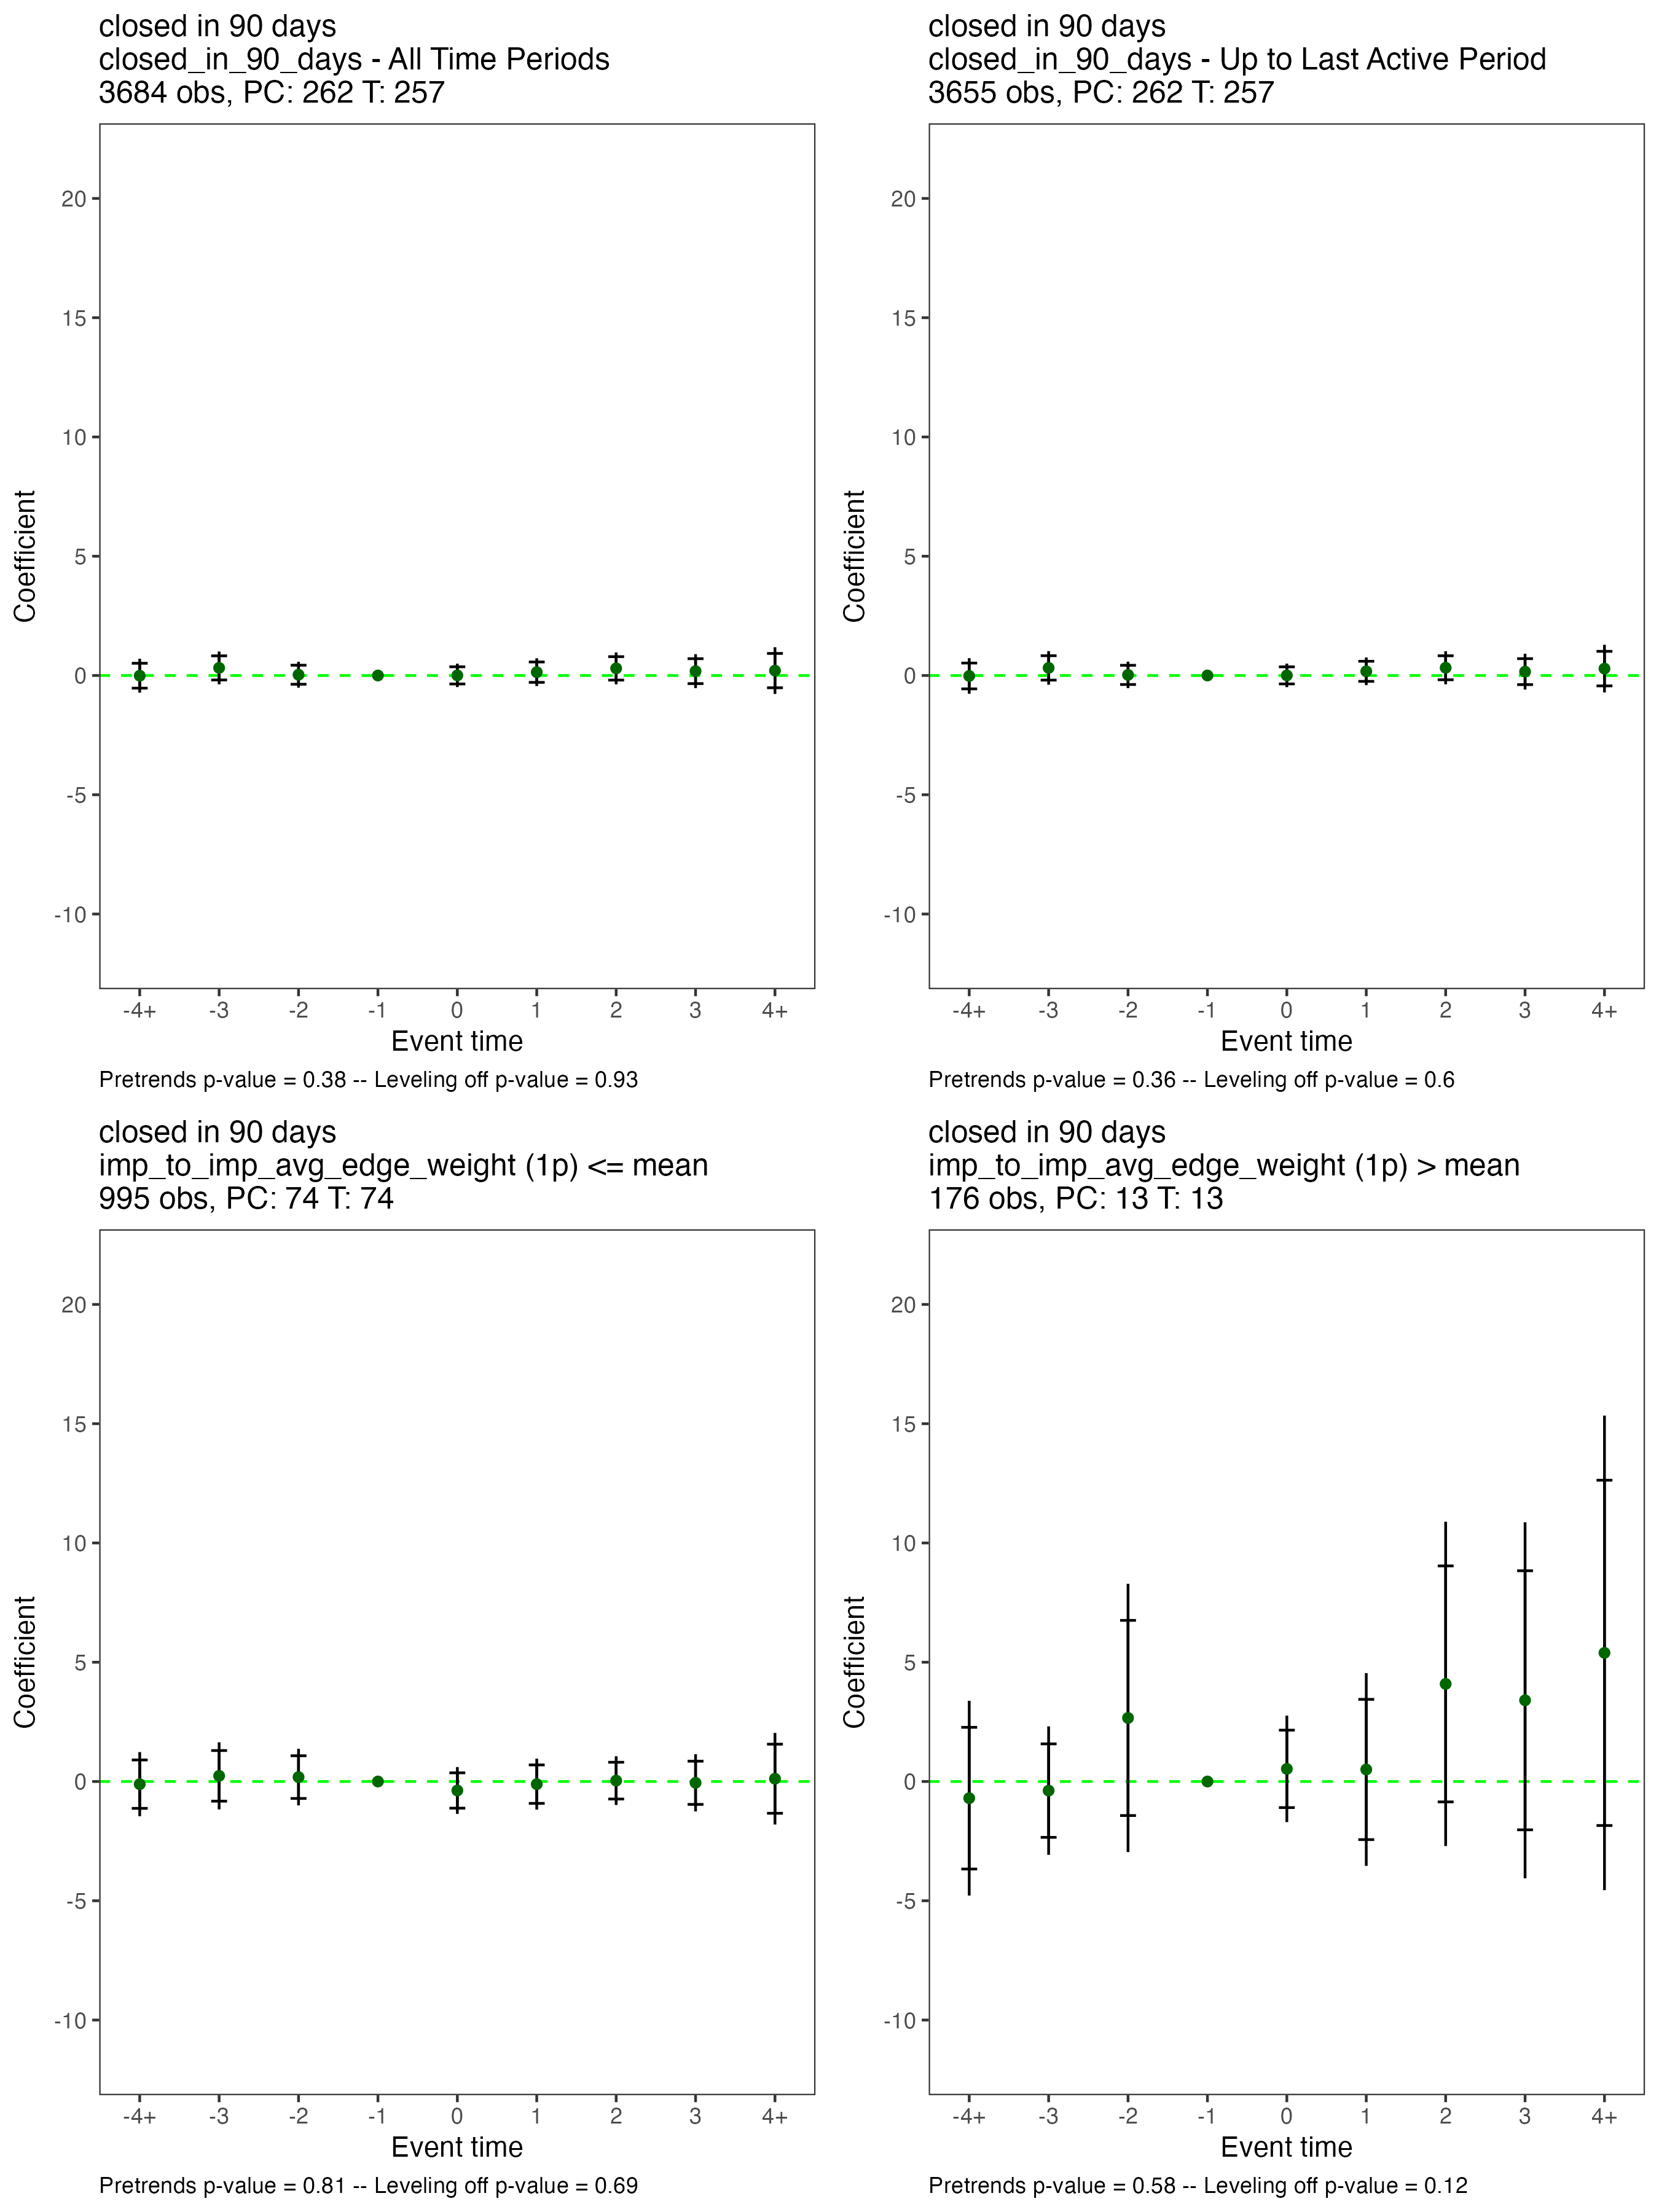 closed in 90 days
closed_in_90_days - All Time Periods
3684 obs, PC: 262 T: 257
20
15
10
5
0
-5
-10
Coefficient
-4+ -3 -2 -1 0 1 2 3 4+
Event time
Pretrends p-value = 0.38 -- Leveling off p-value = 0.93
closed in 90 days
closed_in_90_days - Up to Last Active Period
3655 obs, PC: 262 T: 257
20
15
10
5
0
-5
-10
Coefficient
-4+ -3 -2 -1 0 1 2 3 4+
Event time
Pretrends p-value = 0.36 -- Leveling off p-value = 0.6
closed in 90 days
imp_to_imp_avg_edge_weight (1p) <= mean
995 obs, PC: 74 T: 74
20
15
10
5
0
-5
-10
Coefficient
-4+ -3 -2 -1 0 1 2 3 4+
Event time
Pretrends p-value = 0.81 -- Leveling off p-value = 0.69
closed in 90 days
imp_to_imp_avg_edge_weight (1p) > mean
176 obs, PC: 13 T: 13
20
15
10
5
0
-5
-10
Coefficient
-4+ -3 -2 -1 0 1 2 3 4+
Event time
Pretrends p-value = 0.58 -- Leveling off p-value = 0.12